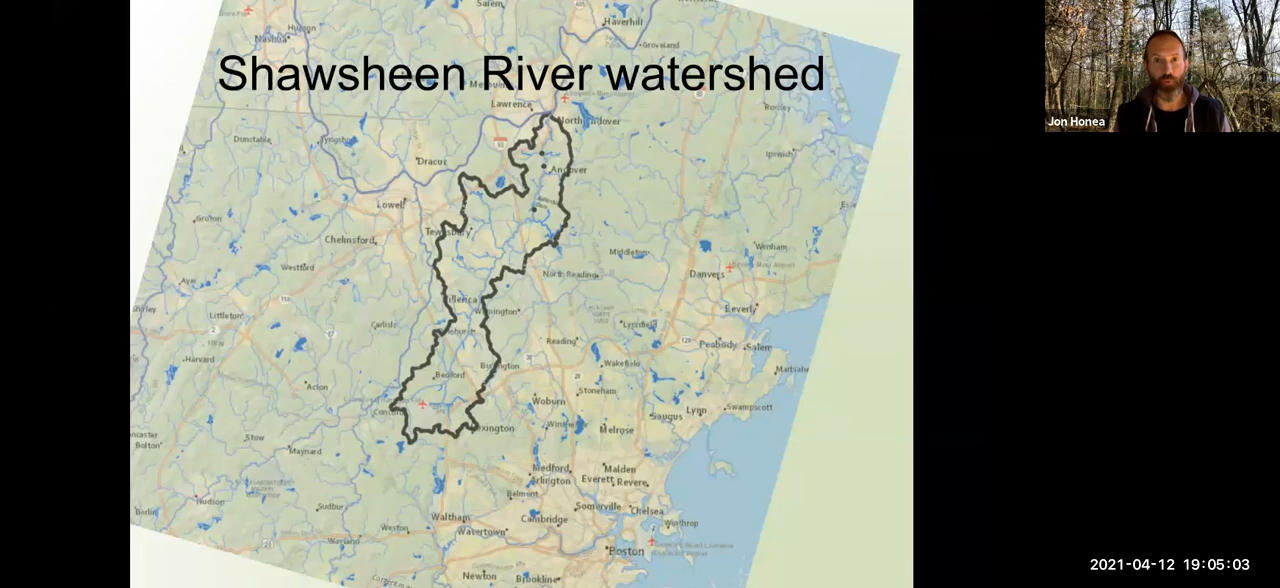 Salem
Haverhill
Hudson
Nashua
Groveland
Shawsheen River watershed
Lawrence
Rowley
North Andover
Dunstable
Tyngsboro
Dracut
Ipswich
Andover
Lowell
Groton
Tewksbury
Chelmsford
Wenham
Middleton
Westford
North Reading
Danvers
Ayer
Billerica
Beverly
Shirley
Littleton
Wilmington
Carlisle
Lynnfield
Reading
Peabody
Salem
Harvard
Wakefield
Burlington
Bedford
Acton
Stoneham
Woburn
Concord
Lynn
Swampscott
Saugus
Lexington
Melrose
Stow
Bolton
Maynard
Medford
Malden
Arlington
Everett
Revere
Belmont
Hudson
Sudbury
Somerville
Chelsea
Berlin
Waltham
Cambridge
Winthrop
Weston
Watertown
Wayland
Boston
Newton
Brookline
Jon Honea
2021-04-12 19:05:03